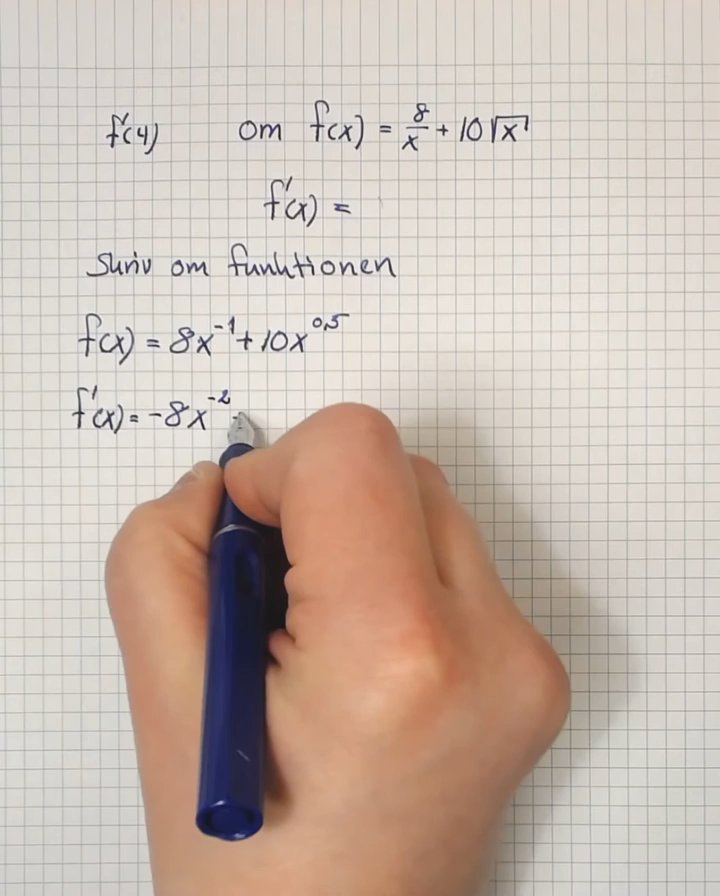 f'(4) om f(x) = 8/x + 10√x
f'(x) =
Skriv om funktionen
f(x) = 8x^-1 + 10x^0,5
f'(x) = -8x^-2